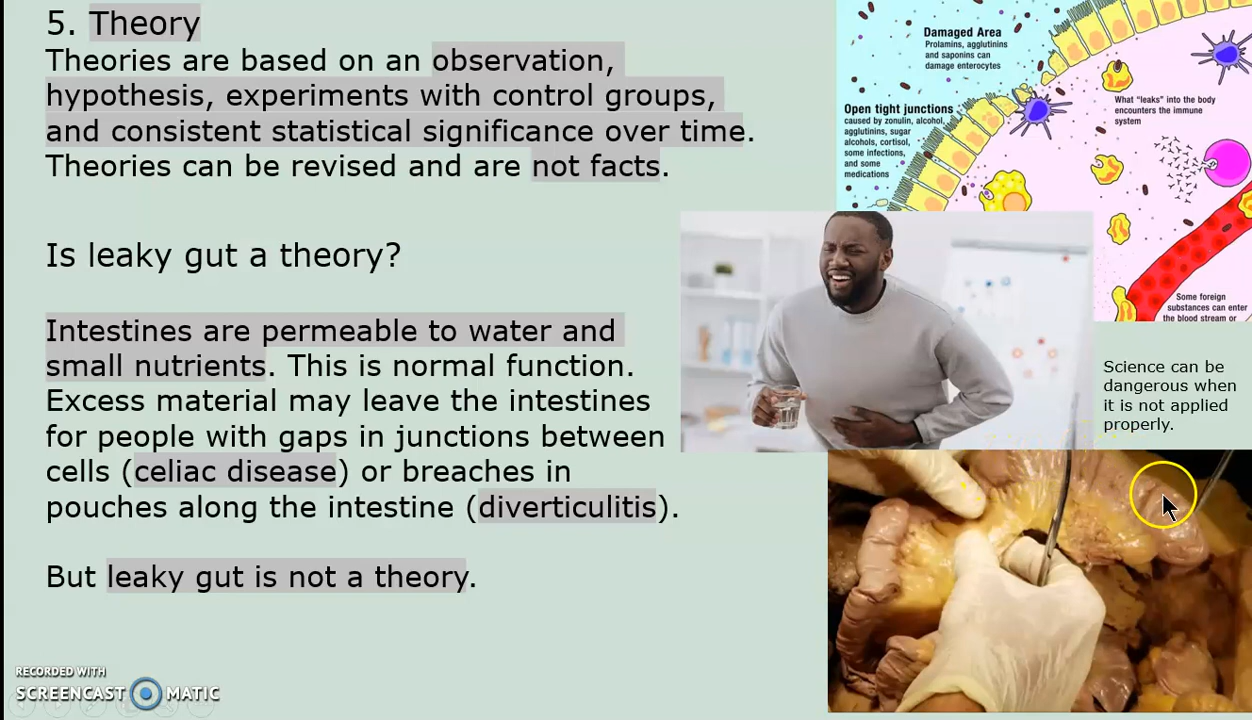 5. Theory
Theories are based on an observation,
hypothesis, experiments with control groups,
and consistent statistical significance over time.
Theories can be revised and are not facts.
Is leaky gut a theory?
Intestines are permeable to water and
small nutrients. This is normal function.
Excess material may leave the intestines
for people with gaps in junctions between
cells (celiac disease) or breaches in
pouches along the intestine (diverticulitis).
But leaky gut is not a theory.
Damaged Area
Prolamins, agglutinins
and saponins can
damage enterocytes
Open tight junctions
caused by zonulin, alcohol,
agglutinins, sugar
alcohols, cortisol,
some infections,
and some
medications
What "leaks" into the body
encounters the immune
system
Some foreign
substances can enter
the blood stream or
Science can be
dangerous when
it is not applied
properly.
RECORDED WITH
SCREENCAST MATIC